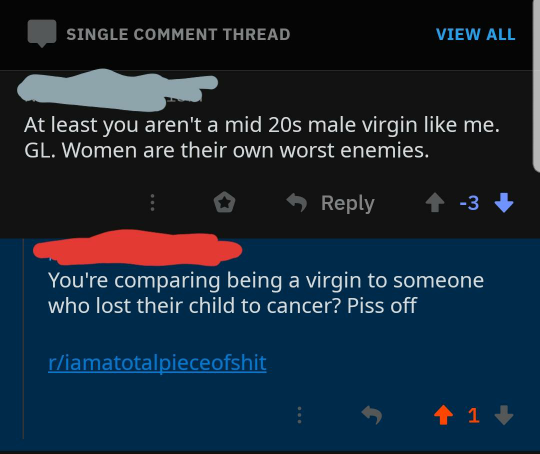 SINGLE COMMENT THREAD VIEW ALL
At least you aren't a mid 20s male virgin like me.
GL. Women are their own worst enemies.
Reply -3
You're comparing being a virgin to someone
who lost their child to cancer? Piss off
r/iamatotalpieceofshit
1